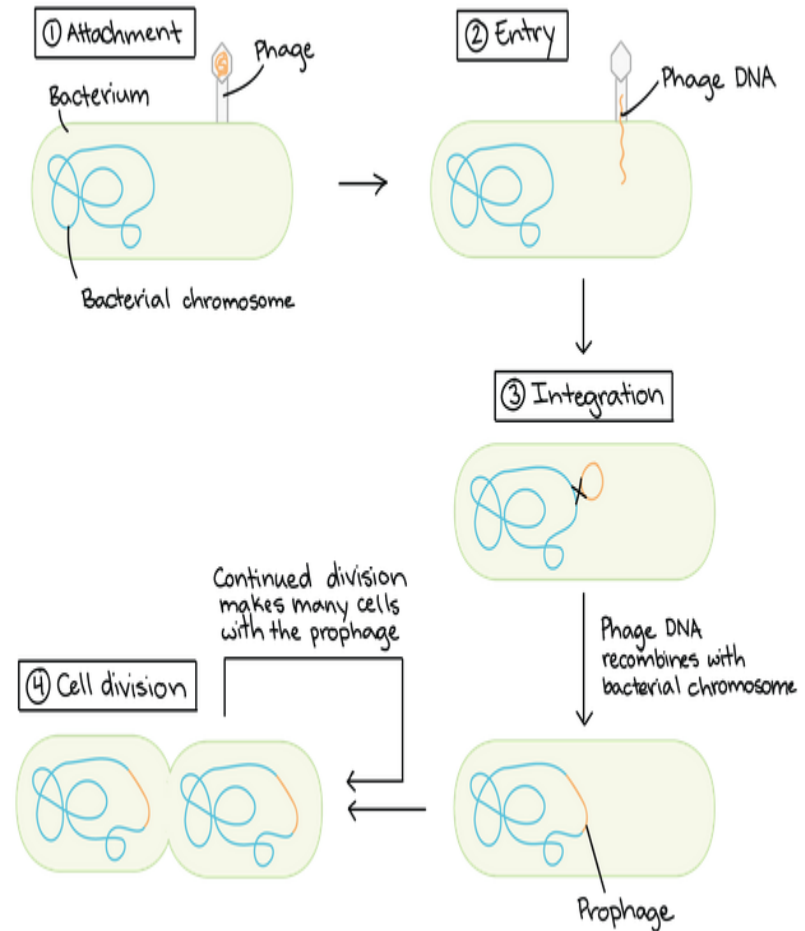 ① Attachment
Phage
Bacterium
Bacterial chromosome
② Entry
Phage DNA
③ Integration
Phage DNA
recombines with
bacterial chromosome
Prophage
Continued division
makes many cells
with the prophage
④ Cell division